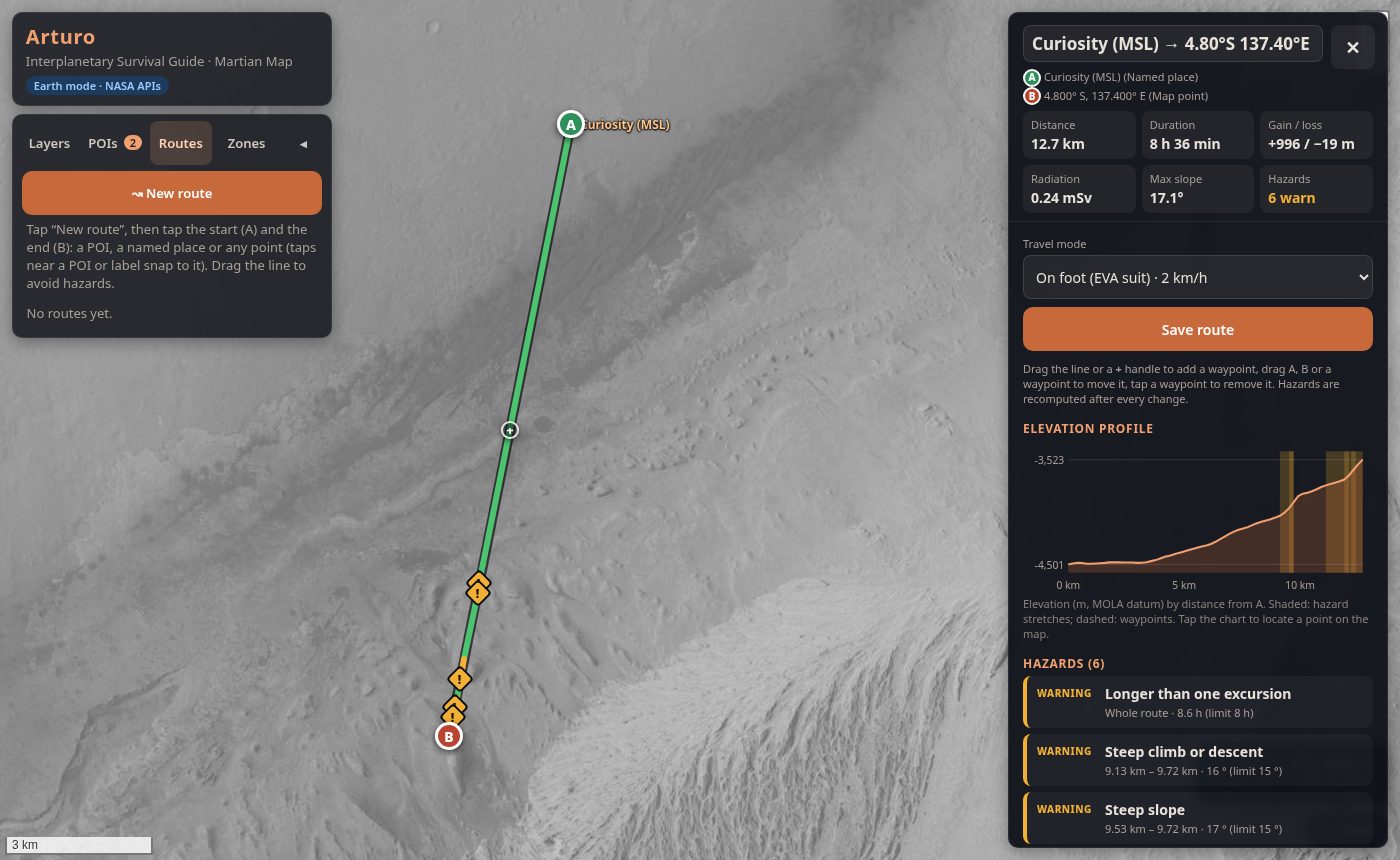 Arturo
Interplanetary Survival Guide · Martian Map
Earth mode · NASA APIs
Layers
POIs 2
Routes
Zones
◂
↝ New route
Tap “New route”, then tap the start (A) and the
end (B): a POI, a named place or any point (taps
near a POI or label snap to it). Drag the line to
avoid hazards.
No routes yet.
A
Curiosity (MSL)
+
!
!
!
B
3 km
Curiosity (MSL) → 4.80°S 137.40°E
✕
A Curiosity (MSL) (Named place)
B 4.800° S, 137.400° E (Map point)
Distance
12.7 km
Duration
8 h 36 min
Gain / loss
+996 / −19 m
Radiation
0.24 mSv
Max slope
17.1°
Hazards
6 warn
Travel mode
On foot (EVA suit) · 2 km/h
Save route
Drag the line or a + handle to add a waypoint, drag A, B or a
waypoint to move it, tap a waypoint to remove it. Hazards are
recomputed after every change.
ELEVATION PROFILE
-3,523
-4,501
0 km
5 km
10 km
Elevation (m, MOLA datum) by distance from A. Shaded: hazard
stretches; dashed: waypoints. Tap the chart to locate a point on the
map.
HAZARDS (6)
WARNING
Longer than one excursion
Whole route · 8.6 h (limit 8 h)
WARNING
Steep climb or descent
9.13 km – 9.72 km · 16 ° (limit 15 °)
WARNING
Steep slope
9.53 km – 9.72 km · 17 ° (limit 15 °)